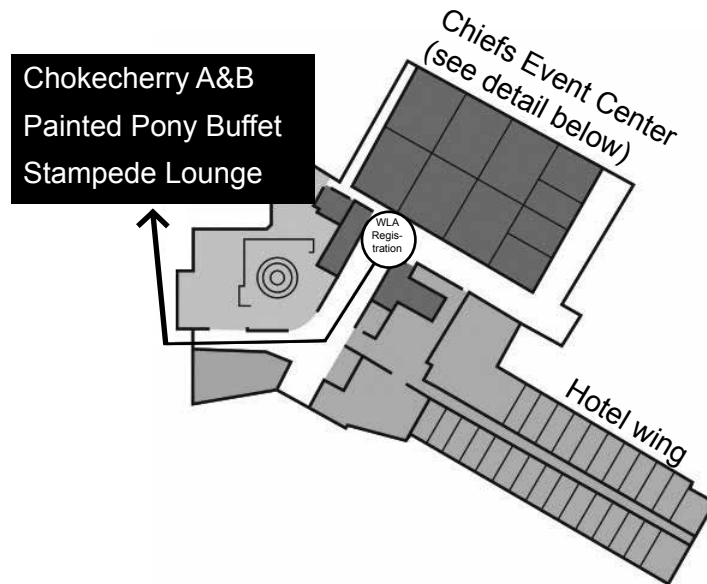 Chiefs Event Center
(see detail below)
Chokecherry A&B
Painted Pony Buffet
Stampede Lounge
WLA
Regis-
tration
Hotel wing